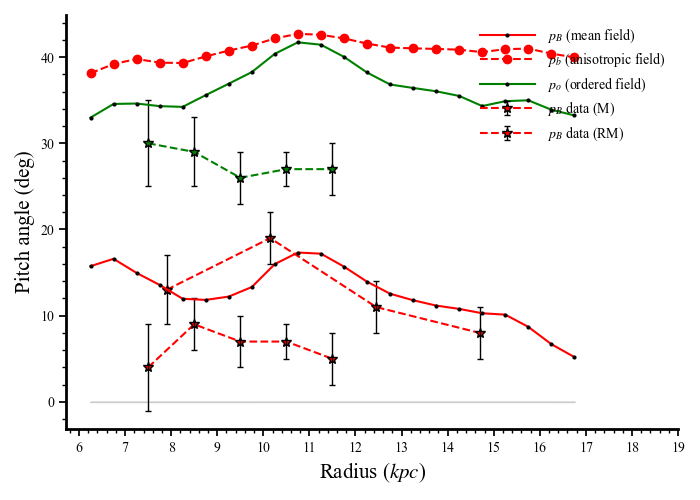 40
30
20
10
0
Pitch angle (deg)
p_B (mean field)
p_b (anisotropic field)
p_o (ordered field)
p_B data (M)
p_B data (RM)
6 7 8 9 10 11 12 13 14 15 16 17 18 19
Radius (kpc)